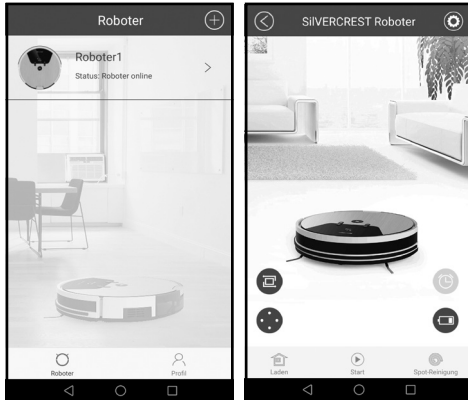 Roboter
Roboter1
Status: Roboter online
Roboter
Profil
SilVERCREST Roboter
Laden
Start
Spot-Reinigung